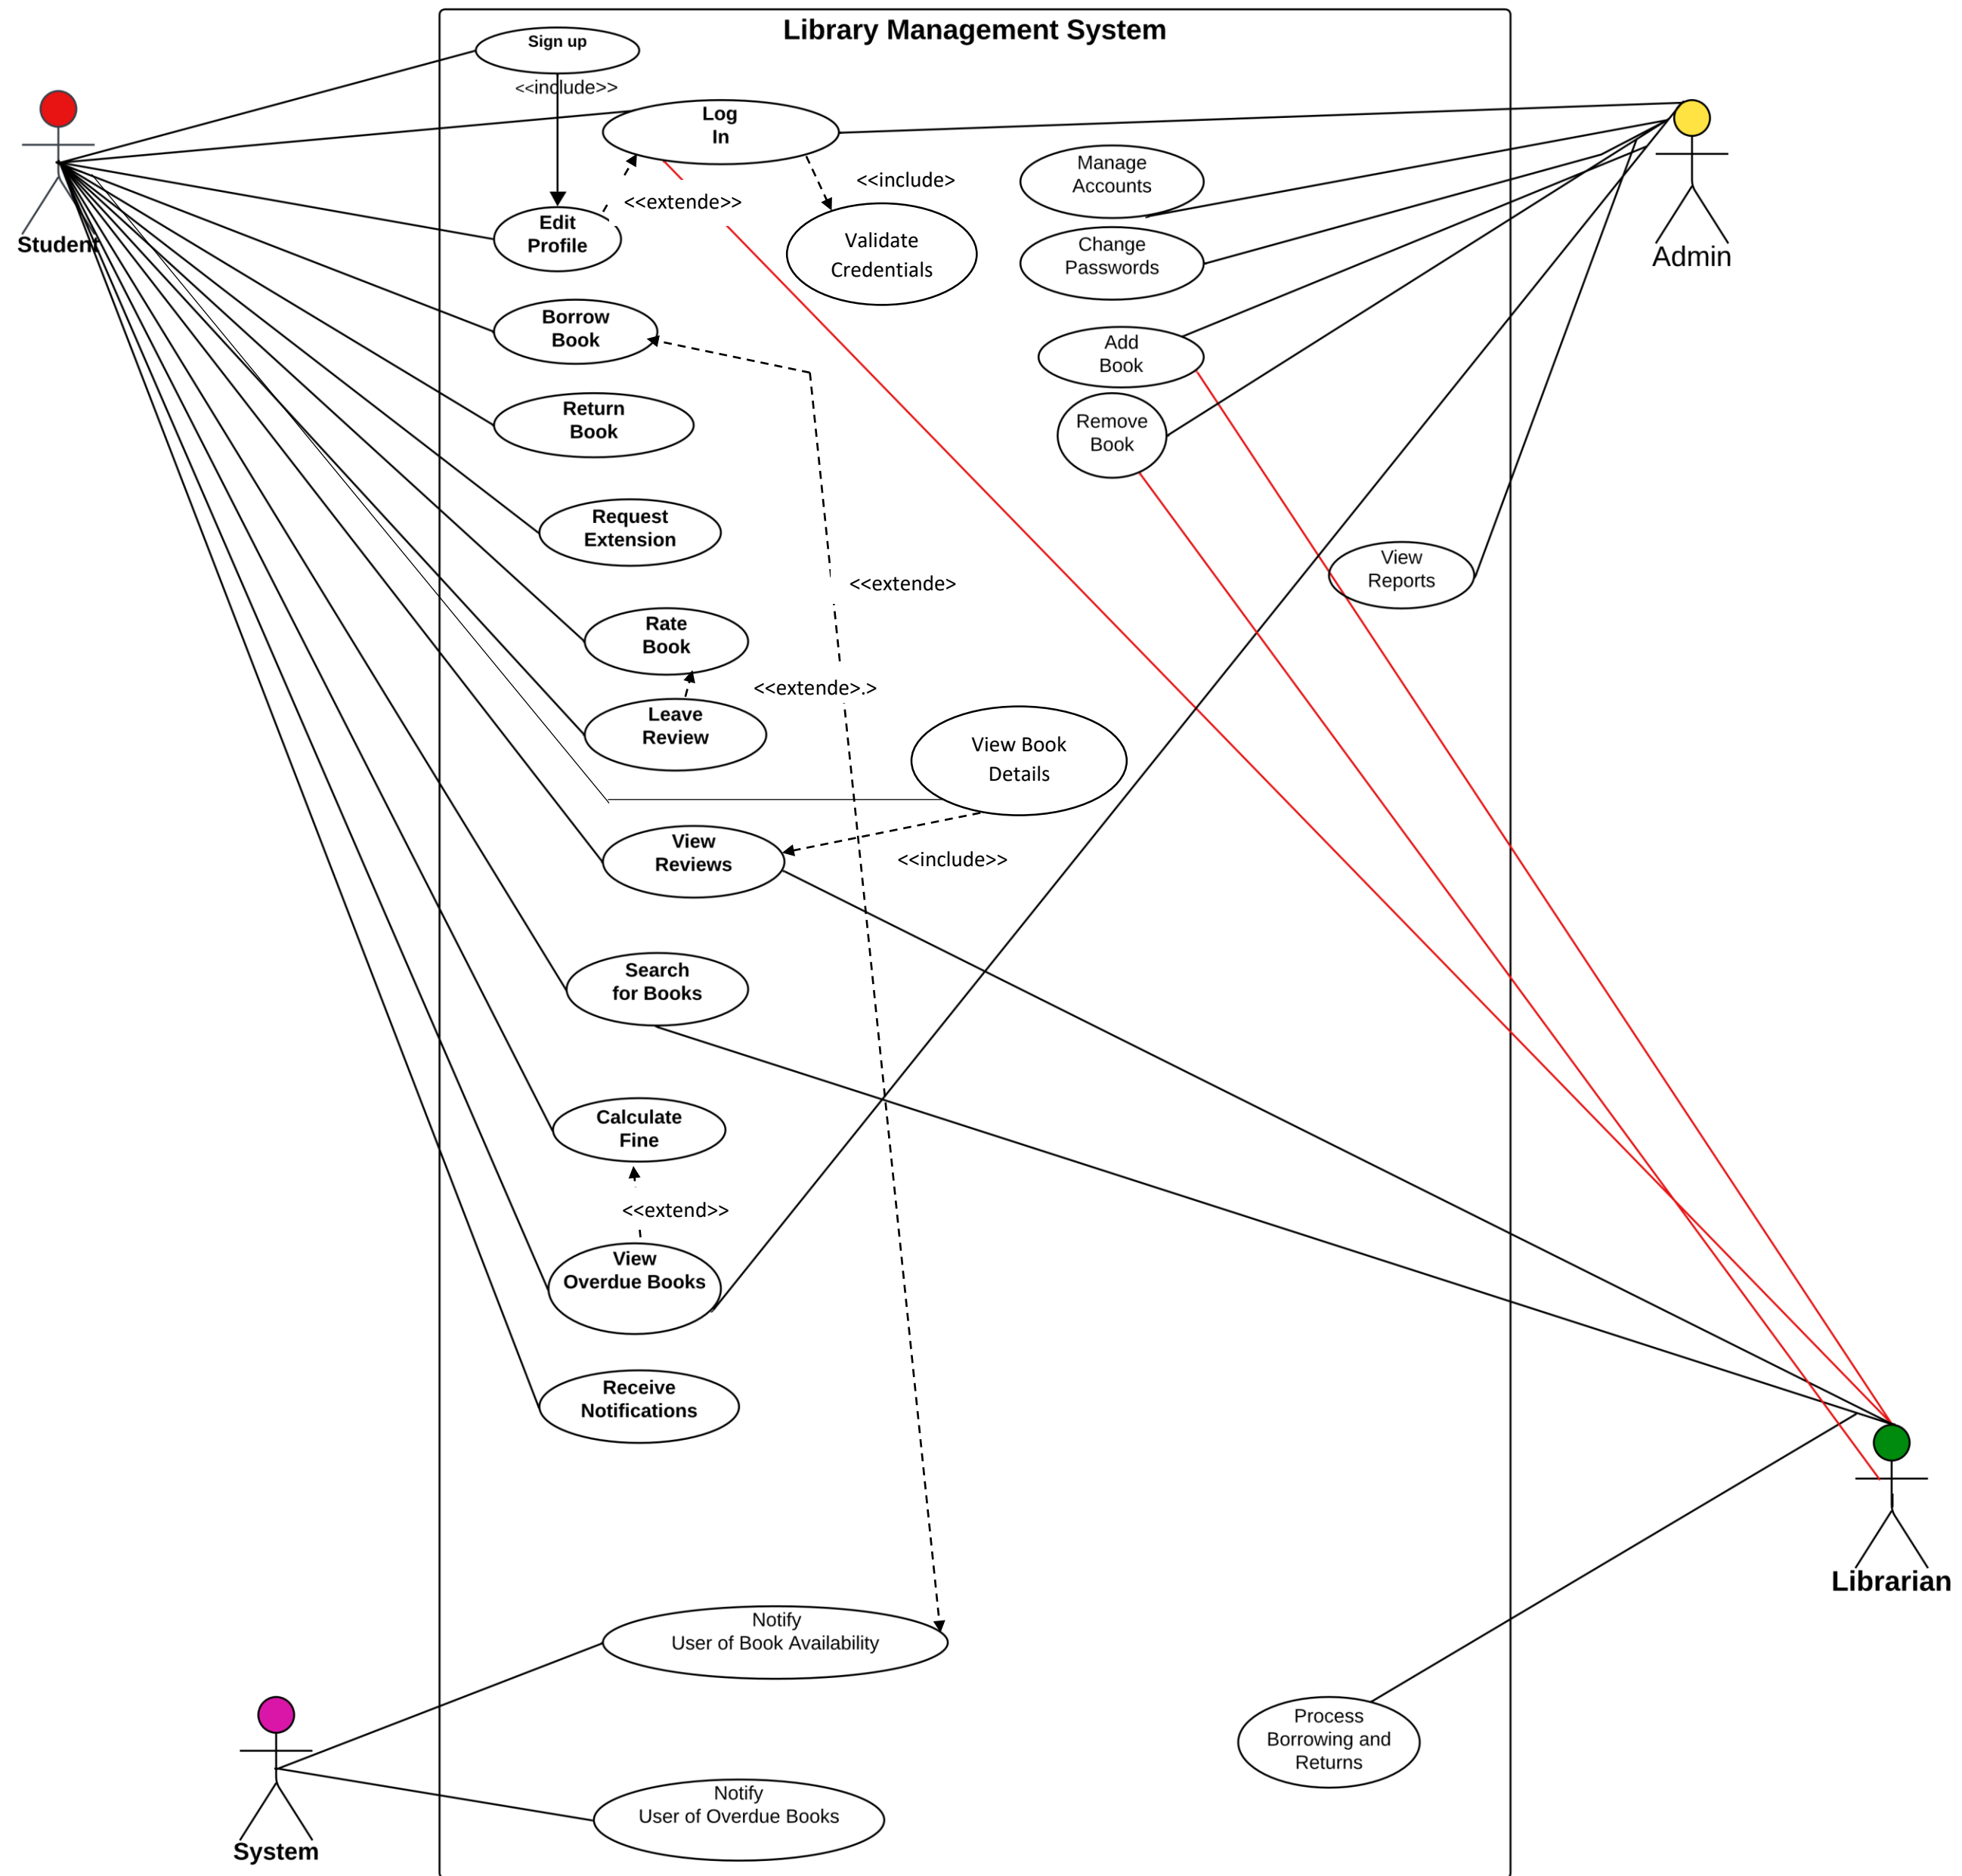 Library Management System
Sign up
<<include>>
Log
In
Student
Admin
Manage
Accounts
<<include>
<<extende>>
Edit
Profile
Validate
Credentials
Change
Passwords
Borrow
Book
Add
Book
Return
Book
Remove
Book
Request
Extension
View
Reports
<<extende>
Rate
Book
<<extende>.>
Leave
Review
View Book
Details
View
Reviews
<<include>>
Search
for Books
Calculate
Fine
<<extend>>
View
Overdue Books
Receive
Notifications
Librarian
Notify
User of Book Availability
Process
Borrowing and
Returns
Notify
User of Overdue Books
System